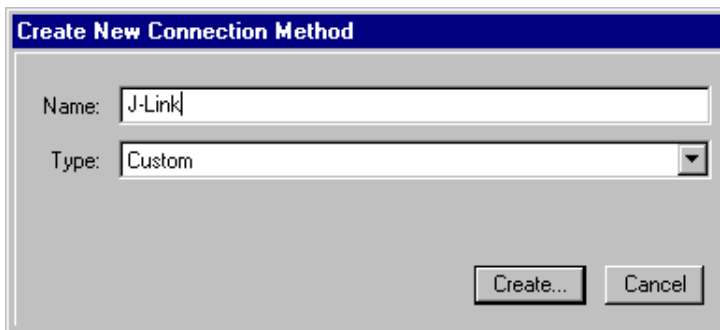 Create New Connection Method
Name: J-Link
Type: Custom
Create... Cancel